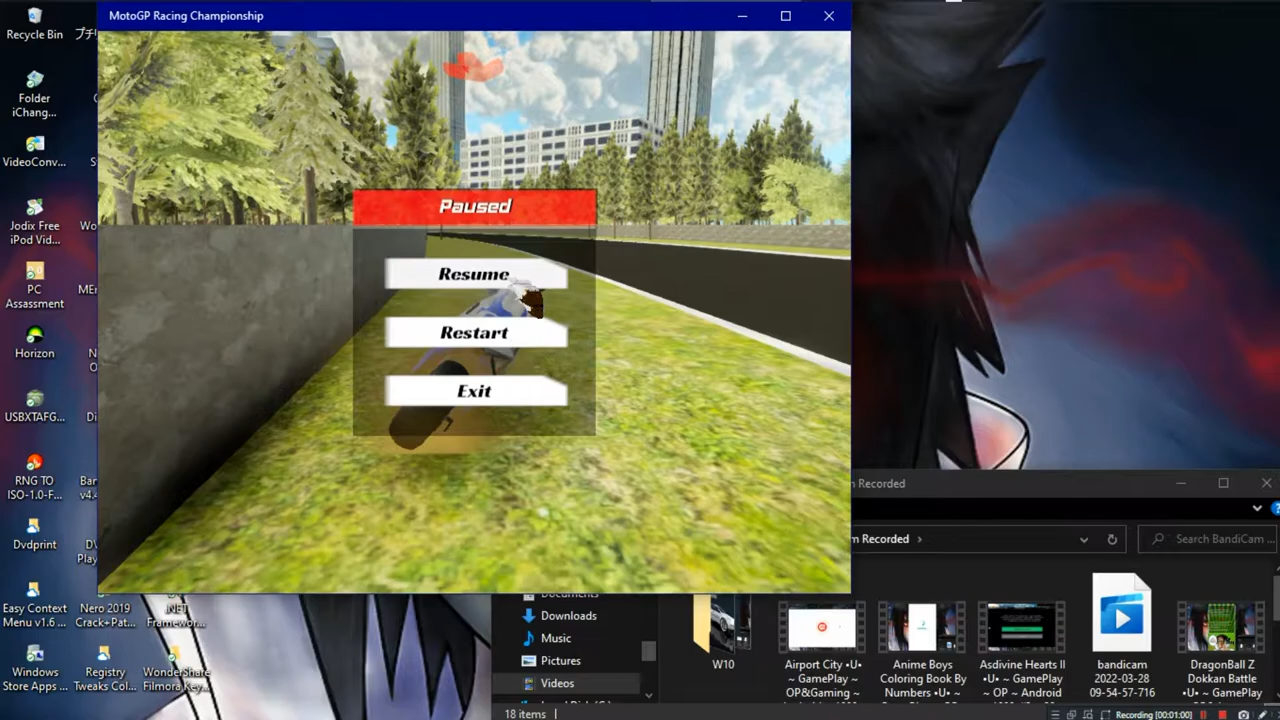 MotoGP Racing Championship
Paused
Resume
Restart
Exit
Recycle Bin
Folder
iChang...
VideoConv...
Jodix Free
iPod Vid...
PC
Assassment
Horizon
USBXTAFG...
RNG TO
ISO-1.0-F...
Dvdprint
Easy Context
Menu v1.6 ...
Nero 2019
Crack+Pat...
.NET
Framewor...
Windows
Store Apps ...
Registry
Tweaks Col...
WonderShare
Filmora Key...
Recorded
Recorded
Search BandiCam ...
Documents
Downloads
Music
Pictures
Videos
W10
Airport City •U•
~ GamePlay ~
OP&Gaming ~
Anime Boys
Coloring Book By
Numbers •U• ~
Asdivine Hearts II
•U• ~ GamePlay
~ OP ~ Android
bandicam
2022-03-28
09-54-57-716
DragonBall Z
Dokkan Battle
•U• ~ GamePlay
18 items
Recording [00:01:00]